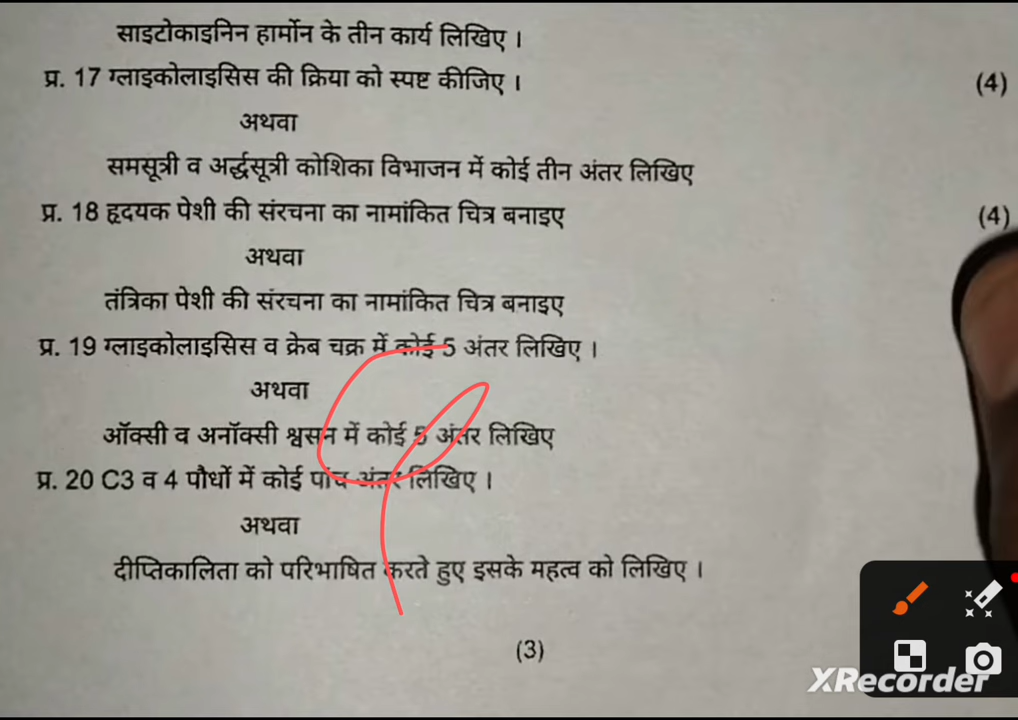 साइटोकाइनिन हार्मोन के तीन कार्य लिखिए ।
प्र. 17 ग्लाइकोलाइसिस की क्रिया को स्पष्ट कीजिए । (4)
अथवा
समसूत्री व अर्द्धसूत्री कोशिका विभाजन में कोई तीन अंतर लिखिए
प्र. 18 हृदयक पेशी की संरचना का नामांकित चित्र बनाइए (4)
अथवा
तंत्रिका पेशी की संरचना का नामांकित चित्र बनाइए
प्र. 19 ग्लाइकोलाइसिस व क्रेब चक्र में कोई 5 अंतर लिखिए ।
अथवा
ऑक्सी व अनॉक्सी श्वसन में कोई 5 अंतर लिखिए
प्र. 20 C3 व 4 पौधों में कोई पांच अंतर लिखिए ।
अथवा
दीप्तिकालिता को परिभाषित करते हुए इसके महत्व को लिखिए ।
(3)
XRecorder